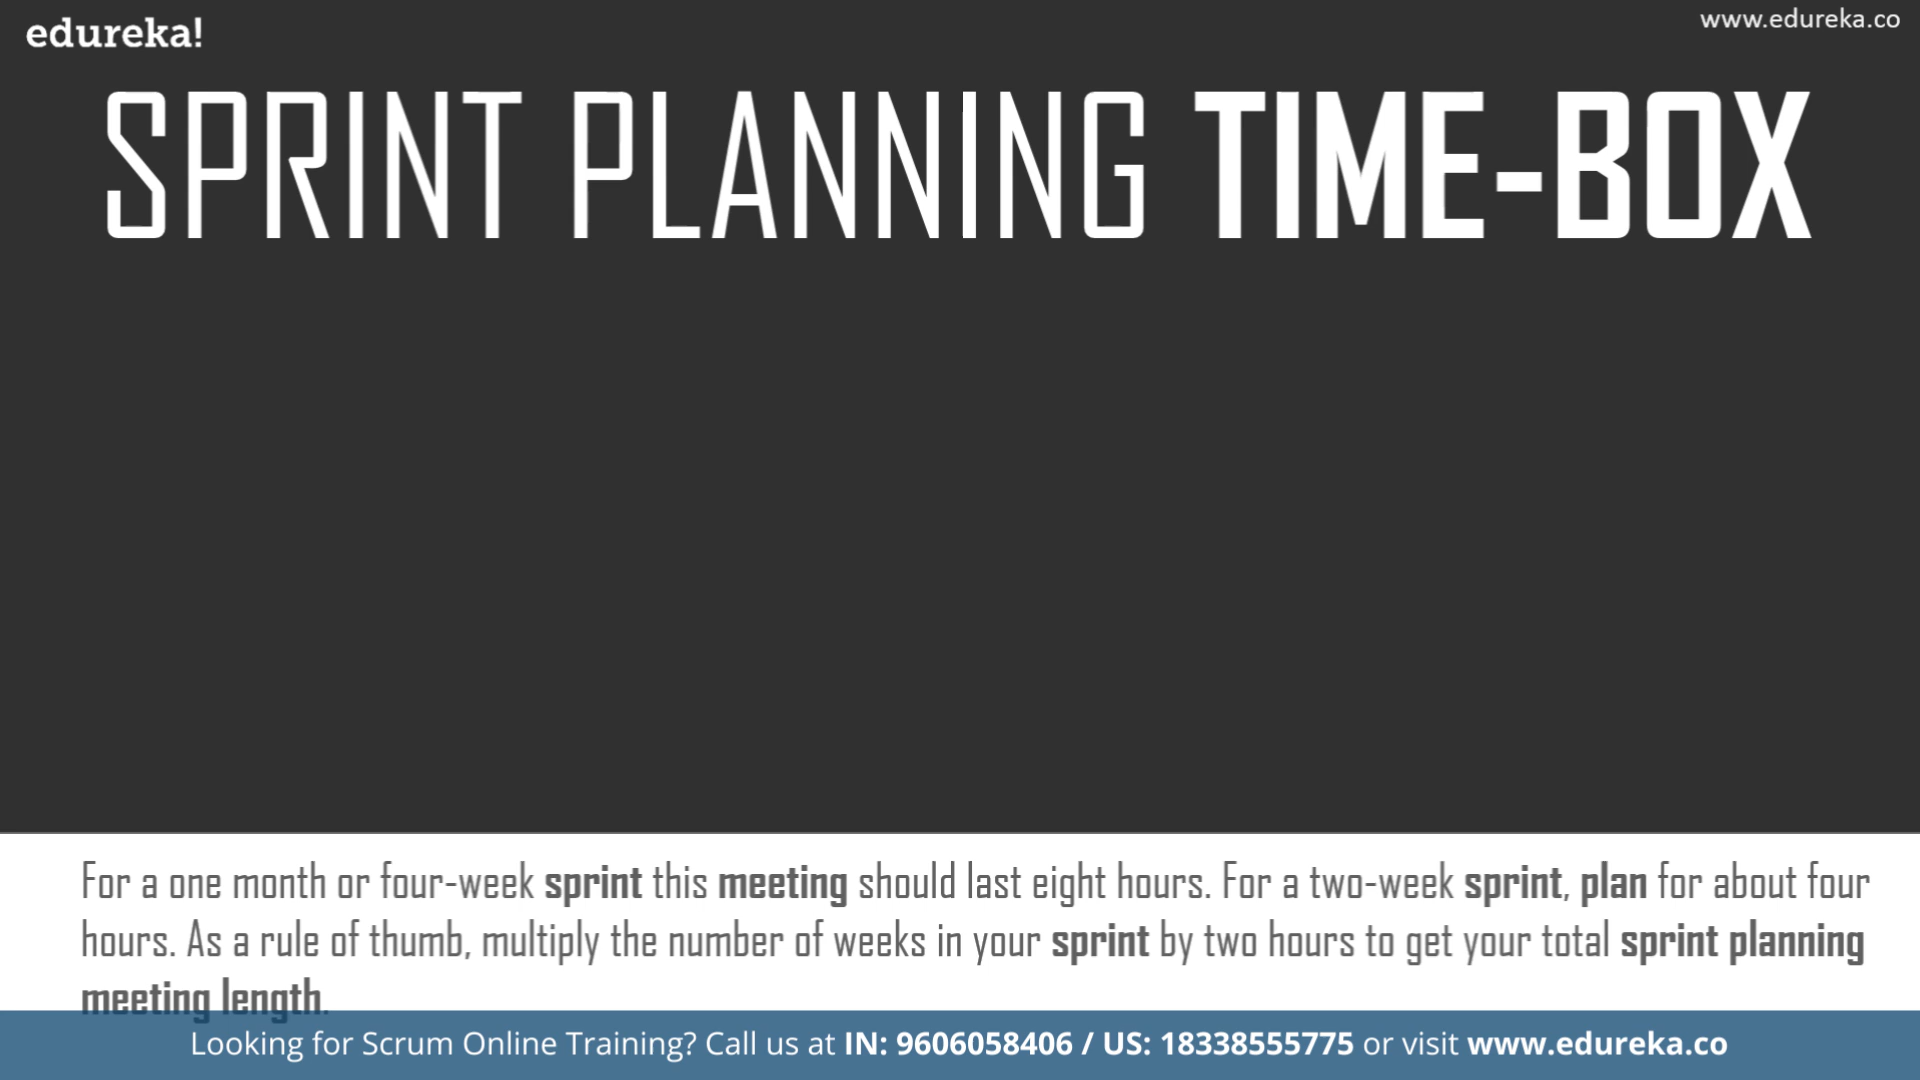 edureka!
www.edureka.co
SPRINT PLANNING TIME-BOX
For a one month or four-week sprint this meeting should last eight hours. For a two-week sprint, plan for about four
hours. As a rule of thumb, multiply the number of weeks in your sprint by two hours to get your total sprint planning
meeting length.
Looking for Scrum Online Training? Call us at IN: 9606058406 / US: 18338555775 or visit www.edureka.co